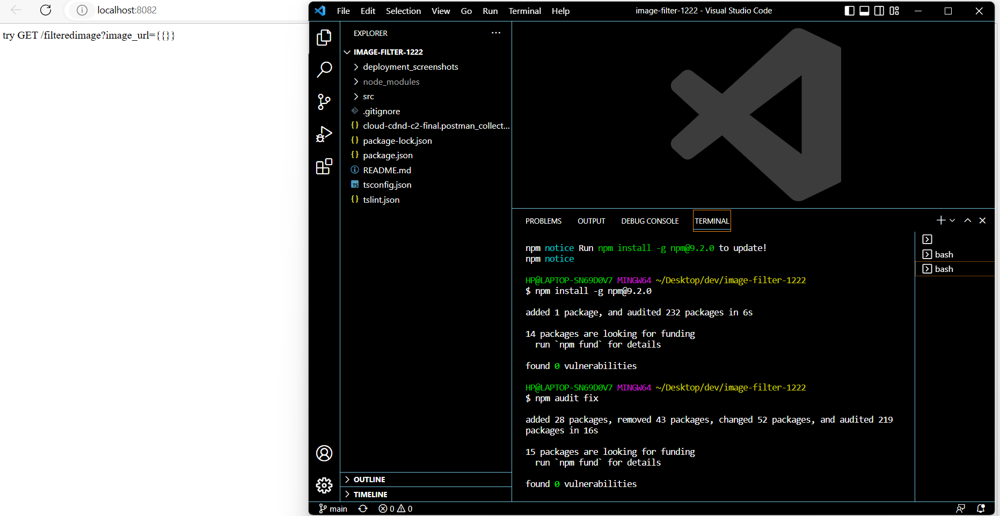 localhost:8082
try GET /filteredimage?image_url={{}}
File Edit Selection View Go Run Terminal Help
image-filter-1222 - Visual Studio Code
EXPLORER
IMAGE-FILTER-1222
deployment_screenshots
node_modules
src
.gitignore
cloud-cdnd-c2-final.postman_collect...
package-lock.json
package.json
README.md
tsconfig.json
tslint.json
OUTLINE
TIMELINE
PROBLEMS OUTPUT DEBUG CONSOLE TERMINAL
npm notice Run npm install -g npm@9.2.0 to update!
npm notice
HP@LAPTOP-SN69D0V7 MINGW64 ~/Desktop/dev/image-filter-1222
$ npm install -g npm@9.2.0
added 1 package, and audited 232 packages in 6s
14 packages are looking for funding
run `npm fund` for details
found 0 vulnerabilities
HP@LAPTOP-SN69D0V7 MINGW64 ~/Desktop/dev/image-filter-1222
$ npm audit fix
added 28 packages, removed 43 packages, changed 52 packages, and audited 219
packages in 16s
15 packages are looking for funding
run `npm fund` for details
found 0 vulnerabilities
bash
bash
main 0 0